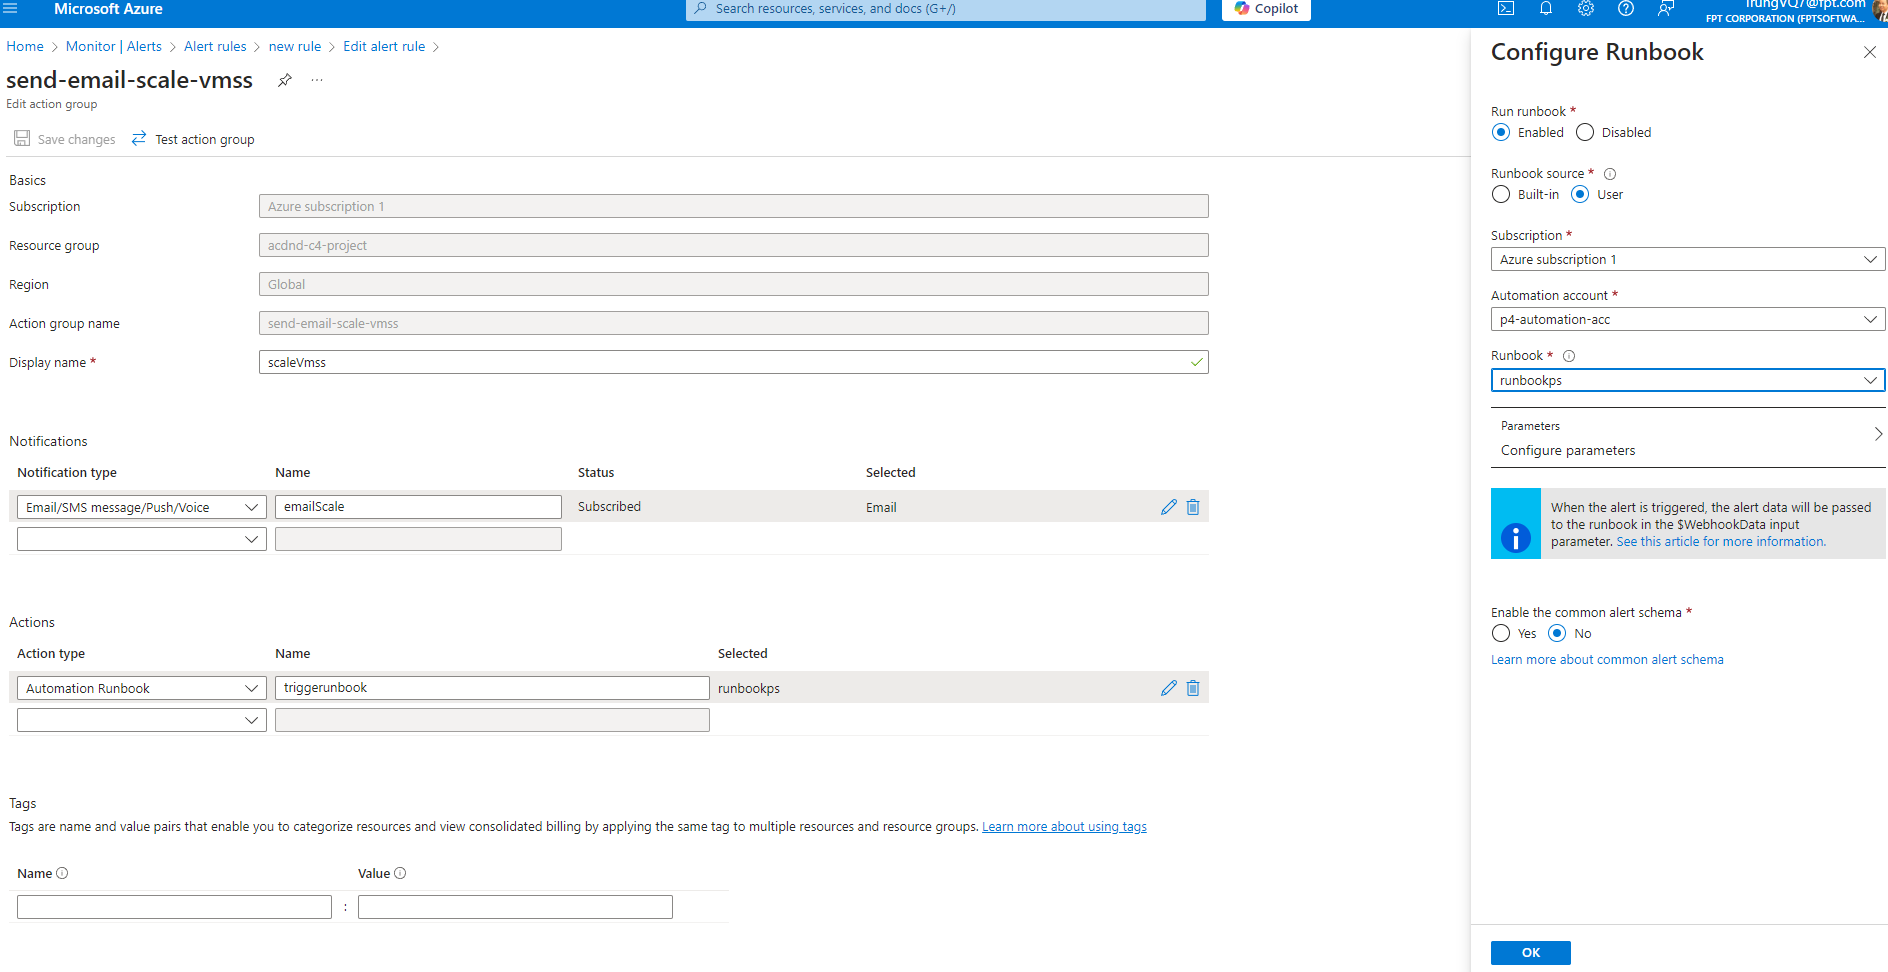 Microsoft Azure
Search resources, services, and docs (G+/)
Copilot
TrungVQ7@fpt.com
FPT CORPORATION (FPTSOFTWA...
Home > Monitor | Alerts > Alert rules > new rule > Edit alert rule >
send-email-scale-vmss
...
Edit action group
Save changes
Test action group
Basics
Subscription
Azure subscription 1
Resource group
acdnd-c4-project
Region
Global
Action group name
send-email-scale-vmss
Display name *
scaleVmss
Notifications
Notification type Name Status Selected
Email/SMS message/Push/Voice emailScale Subscribed Email
Actions
Action type Name Selected
Automation Runbook triggerunbook runbookps
Tags
Tags are name and value pairs that enable you to categorize resources and view consolidated billing by applying the same tag to multiple resources and resource groups. Learn more about using tags
Name Value
:
Configure Runbook
Run runbook *
Enabled Disabled
Runbook source *
Built-in User
Subscription *
Azure subscription 1
Automation account *
p4-automation-acc
Runbook *
runbookps
Parameters
Configure parameters
When the alert is triggered, the alert data will be passed
to the runbook in the $WebhookData input
parameter. See this article for more information.
Enable the common alert schema *
Yes No
Learn more about common alert schema
OK